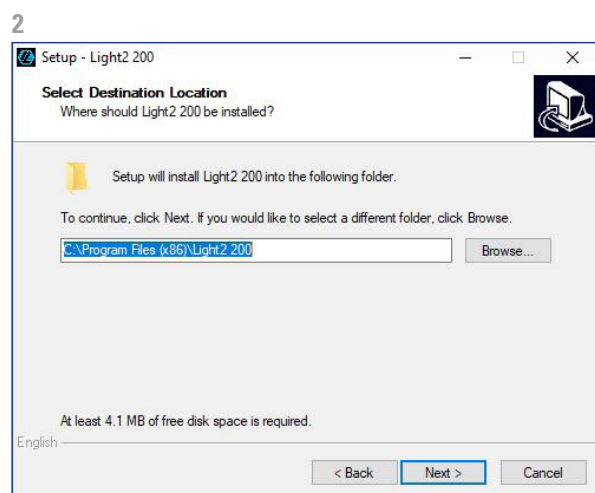 2
Setup - Light2 200
Select Destination Location
Where should Light2 200 be installed?
Setup will install Light2 200 into the following folder.
To continue, click Next. If you would like to select a different folder, click Browse.
C:\Program Files (x86)\Light2 200
Browse...
At least 4.1 MB of free disk space is required.
English
< Back
Next >
Cancel